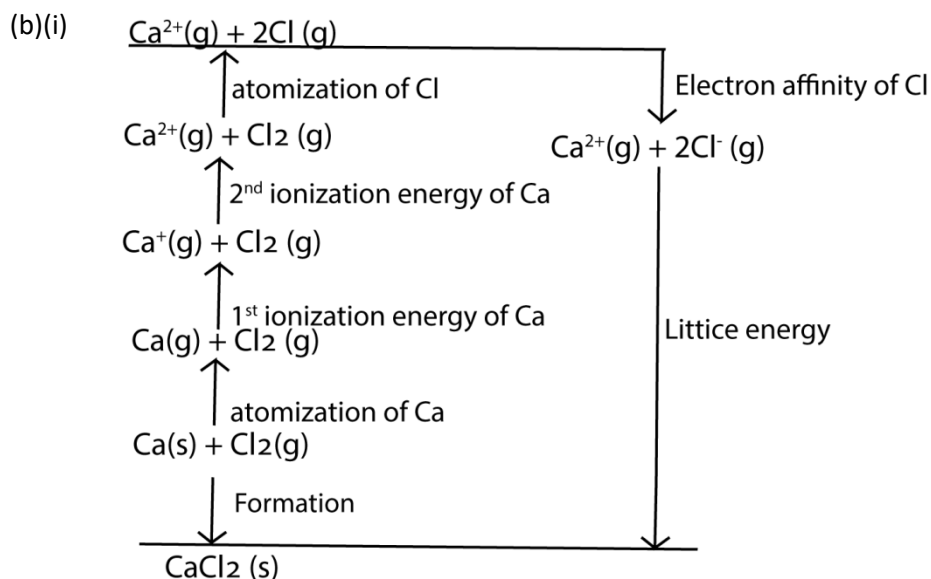 (b)(i)
Ca²⁺(g) + 2Cl (g)
atomization of Cl
Electron affinity of Cl
Ca²⁺(g) + Cl2 (g)
Ca²⁺(g) + 2Cl⁻ (g)
2ⁿᵈ ionization energy of Ca
Ca⁺(g) + Cl2 (g)
1ˢᵗ ionization energy of Ca
Ca(g) + Cl2 (g)
Littice energy
atomization of Ca
Ca(s) + Cl2(g)
Formation
CaCl2 (s)